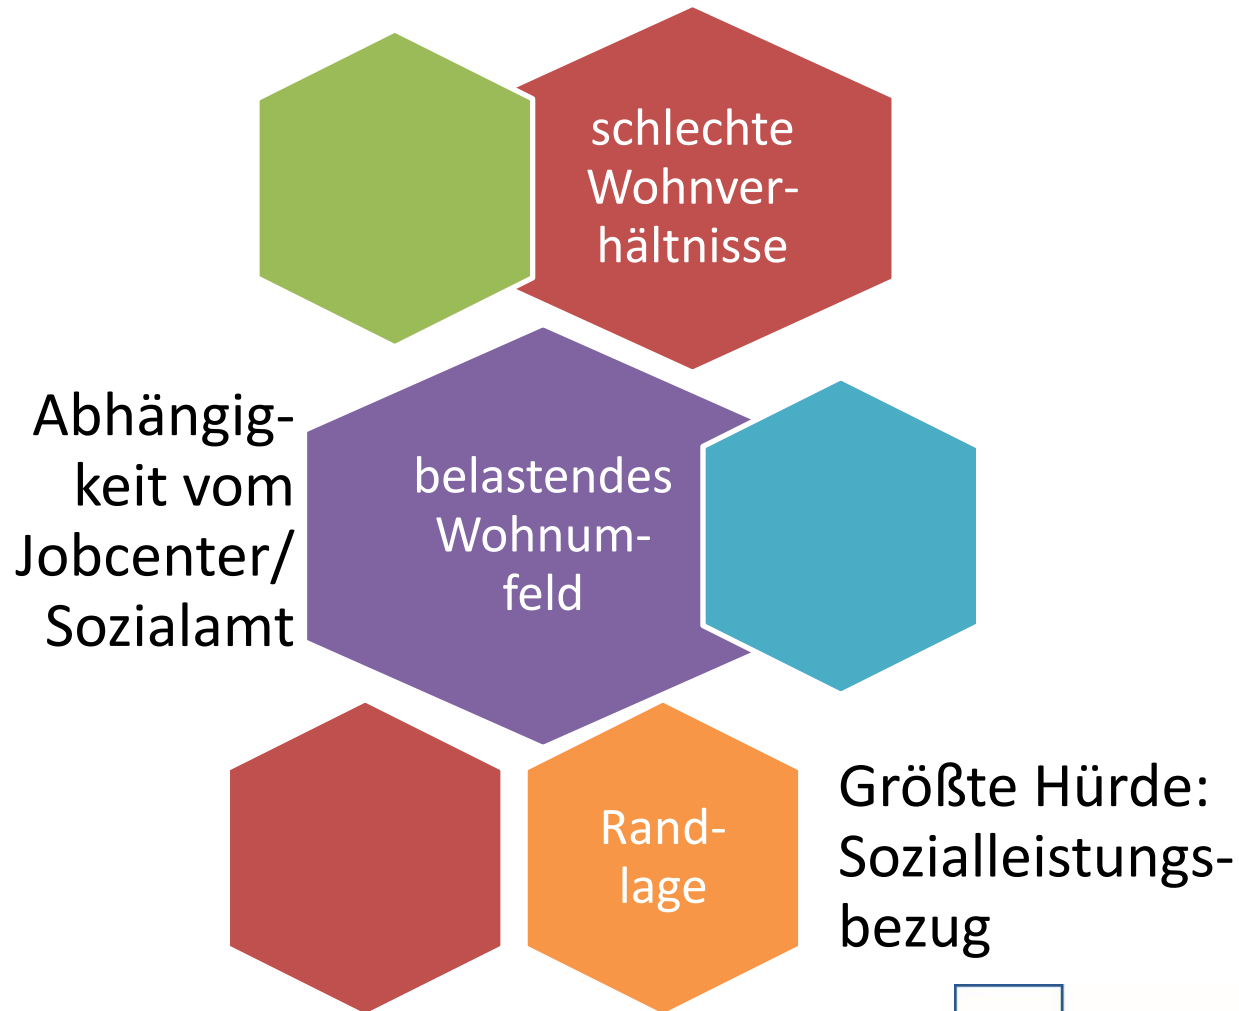 schlechte
Wohnver-
hältnisse
Abhängig-
keit vom
Jobcenter/
Sozialamt
belastendes
Wohnum-
feld
Rand-
lage
Größte Hürde:
Sozialleistungs-
bezug